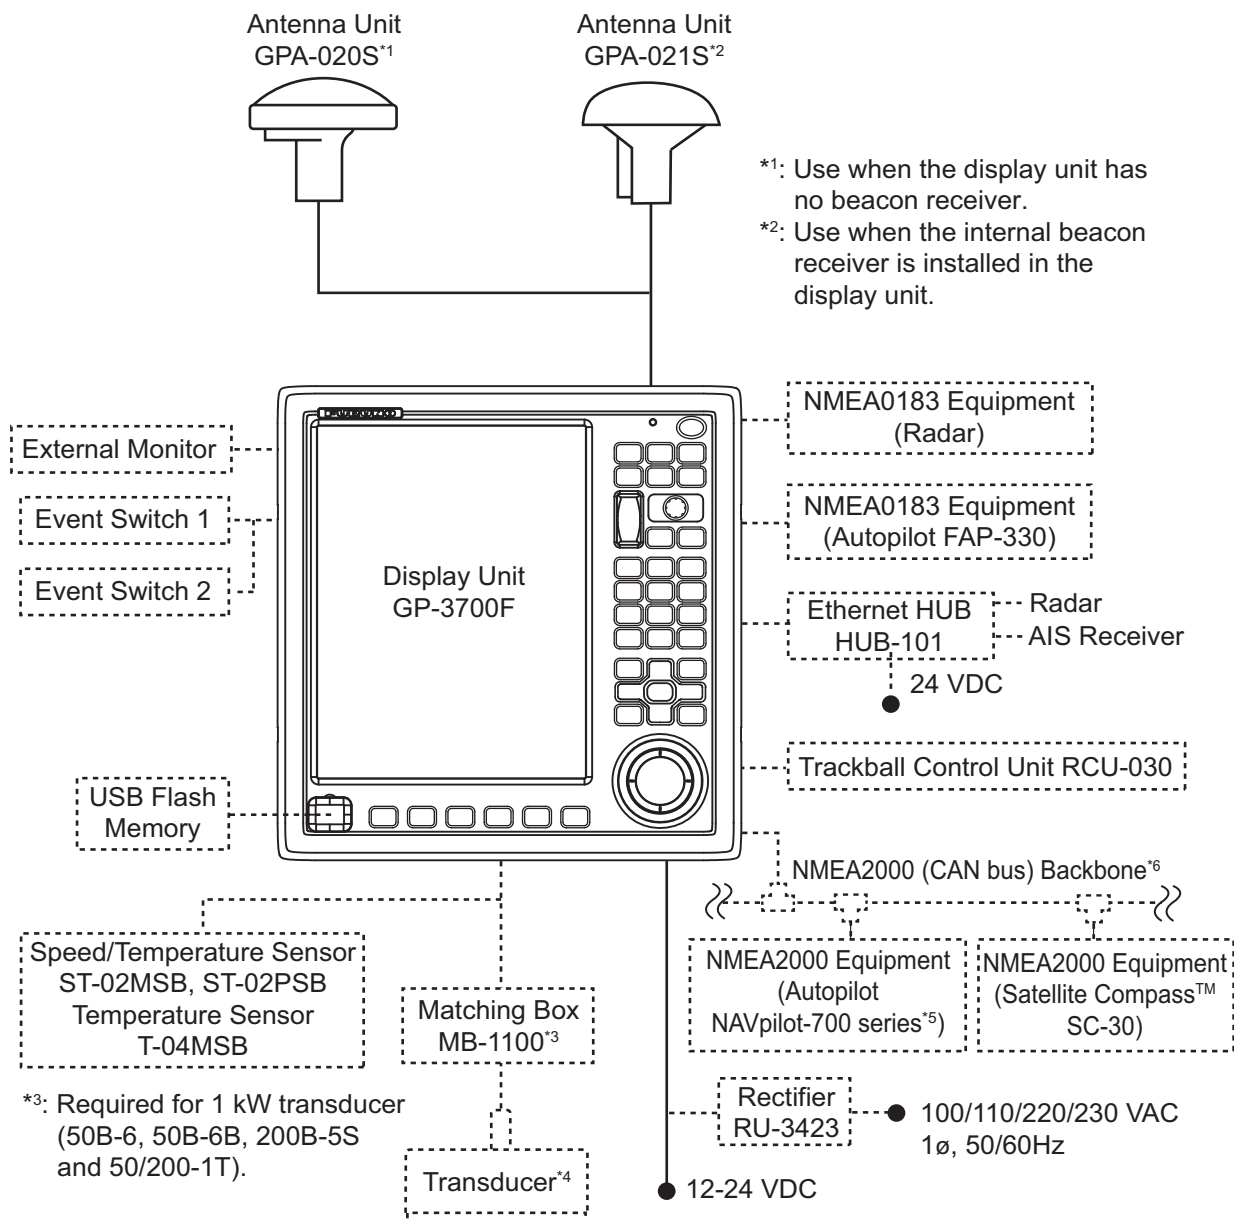 Antenna Unit
GPA-020S*1
Antenna Unit
GPA-021S*2
*1: Use when the display unit has
no beacon receiver.
*2: Use when the internal beacon
receiver is installed in the
display unit.
FURUNO
External Monitor
Event Switch 1
Event Switch 2
USB Flash
Memory
Display Unit
GP-3700F
NMEA0183 Equipment
(Radar)
NMEA0183 Equipment
(Autopilot FAP-330)
Ethernet HUB
HUB-101
Radar
AIS Receiver
24 VDC
Trackball Control Unit RCU-030
NMEA2000 (CAN bus) Backbone*6
NMEA2000 Equipment
(Autopilot
NAVpilot-700 series*5)
NMEA2000 Equipment
(Satellite Compass™
SC-30)
Speed/Temperature Sensor
ST-02MSB, ST-02PSB
Temperature Sensor
T-04MSB
Matching Box
MB-1100*3
*3: Required for 1 kW transducer
(50B-6, 50B-6B, 200B-5S
and 50/200-1T).
Transducer*4
Rectifier
RU-3423
100/110/220/230 VAC
1ø, 50/60Hz
12-24 VDC